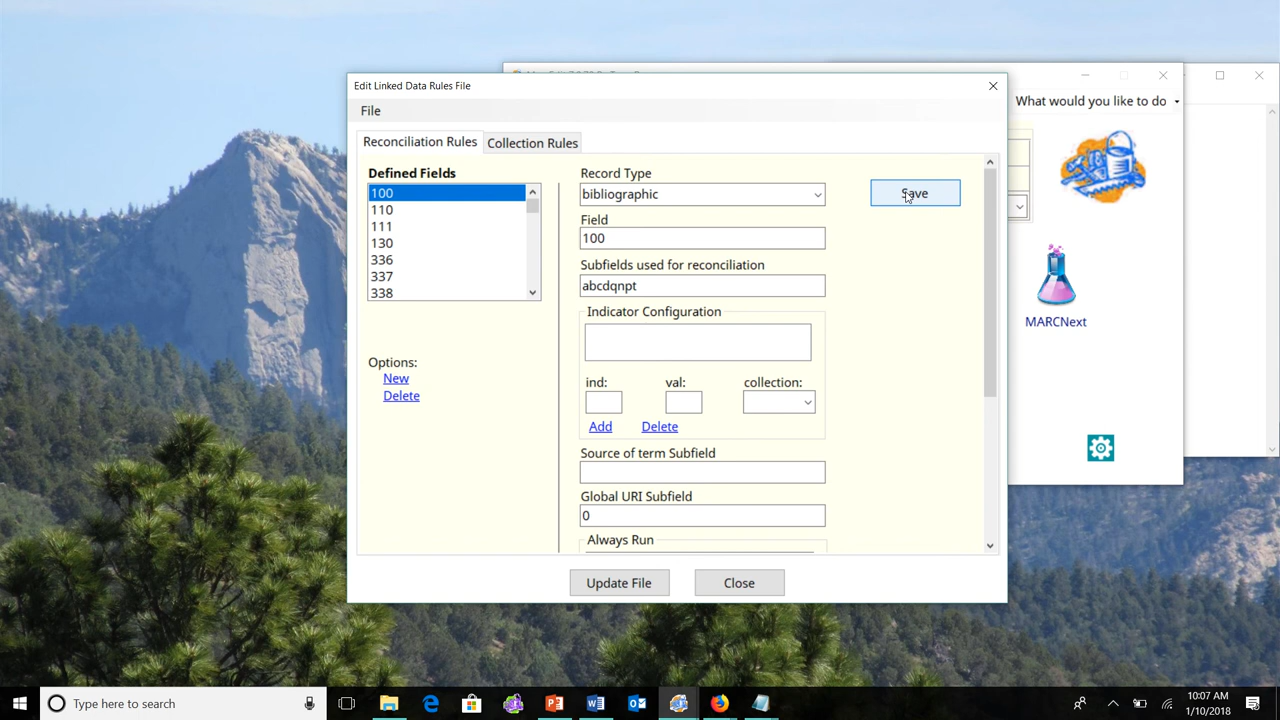 Edit Linked Data Rules File
File
What would you like to do
Reconciliation Rules
Collection Rules
Defined Fields
100
110
111
130
336
337
338
Options:
New
Delete
Record Type
bibliographic
Save
Field
100
Subfields used for reconciliation
abcdqnpt
Indicator Configuration
ind:
val:
collection:
Add
Delete
Source of term Subfield
Global URI Subfield
0
Always Run
Update File
Close
MARCNext
Type here to search
10:07 AM
1/10/2018